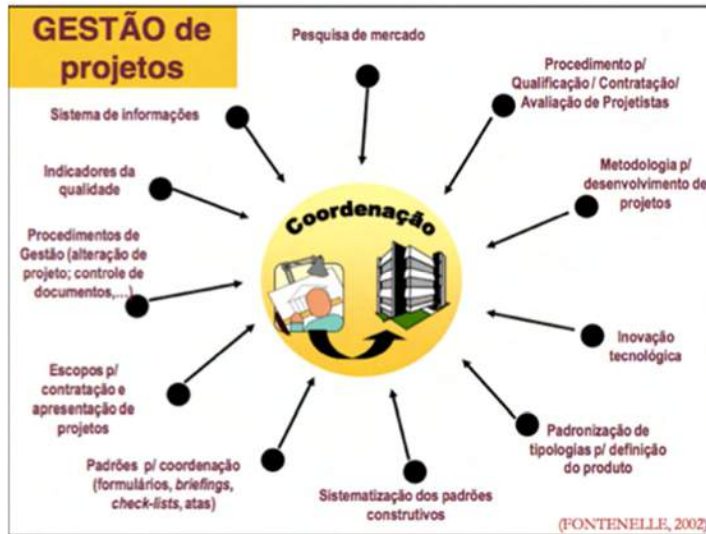 GESTÃO de
projetos
Pesquisa de mercado
Procedimento p/
Qualificação / Contratação/
Avaliação de Projetistas
Sistema de informações
Indicadores da
qualidade
Metodologia p/
desenvolvimento de
projetos
Coordenação
Procedimentos de
Gestão (alteração de
projeto; controle de
documentos,...)
Inovação
tecnológica
Escopos p/
contratação e
apresentação de
projetos
Padronização de
tipologias p/ definição
do produto
Padrões p/ coordenação
(formulários, briefings,
check-lists, atas)
Sistematização dos padrões
construtivos
(FONTENELLE, 2002)